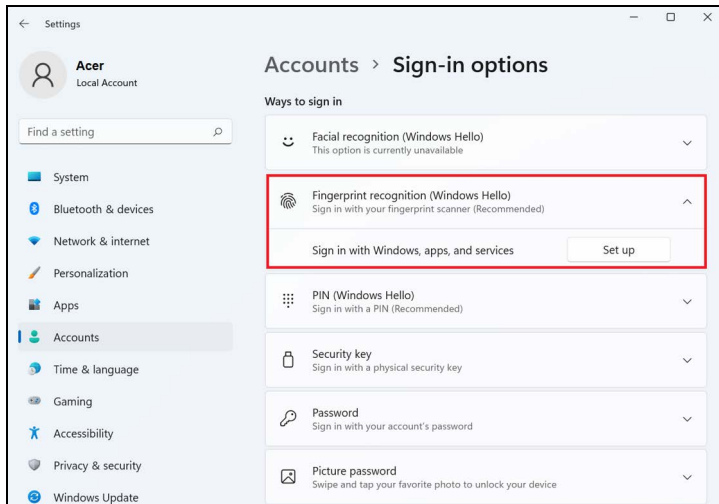 Settings
Acer
Local Account
Find a setting
System
Bluetooth & devices
Network & internet
Personalization
Apps
Accounts
Time & language
Gaming
Accessibility
Privacy & security
Windows Update
Accounts > Sign-in options
Ways to sign in
Facial recognition (Windows Hello)
This option is currently unavailable
Fingerprint recognition (Windows Hello)
Sign in with your fingerprint scanner (Recommended)
Sign in with Windows, apps, and services
Set up
PIN (Windows Hello)
Sign in with a PIN (Recommended)
Security key
Sign in with a physical security key
Password
Sign in with your account's password
Picture password
Swipe and tap your favorite photo to unlock your device